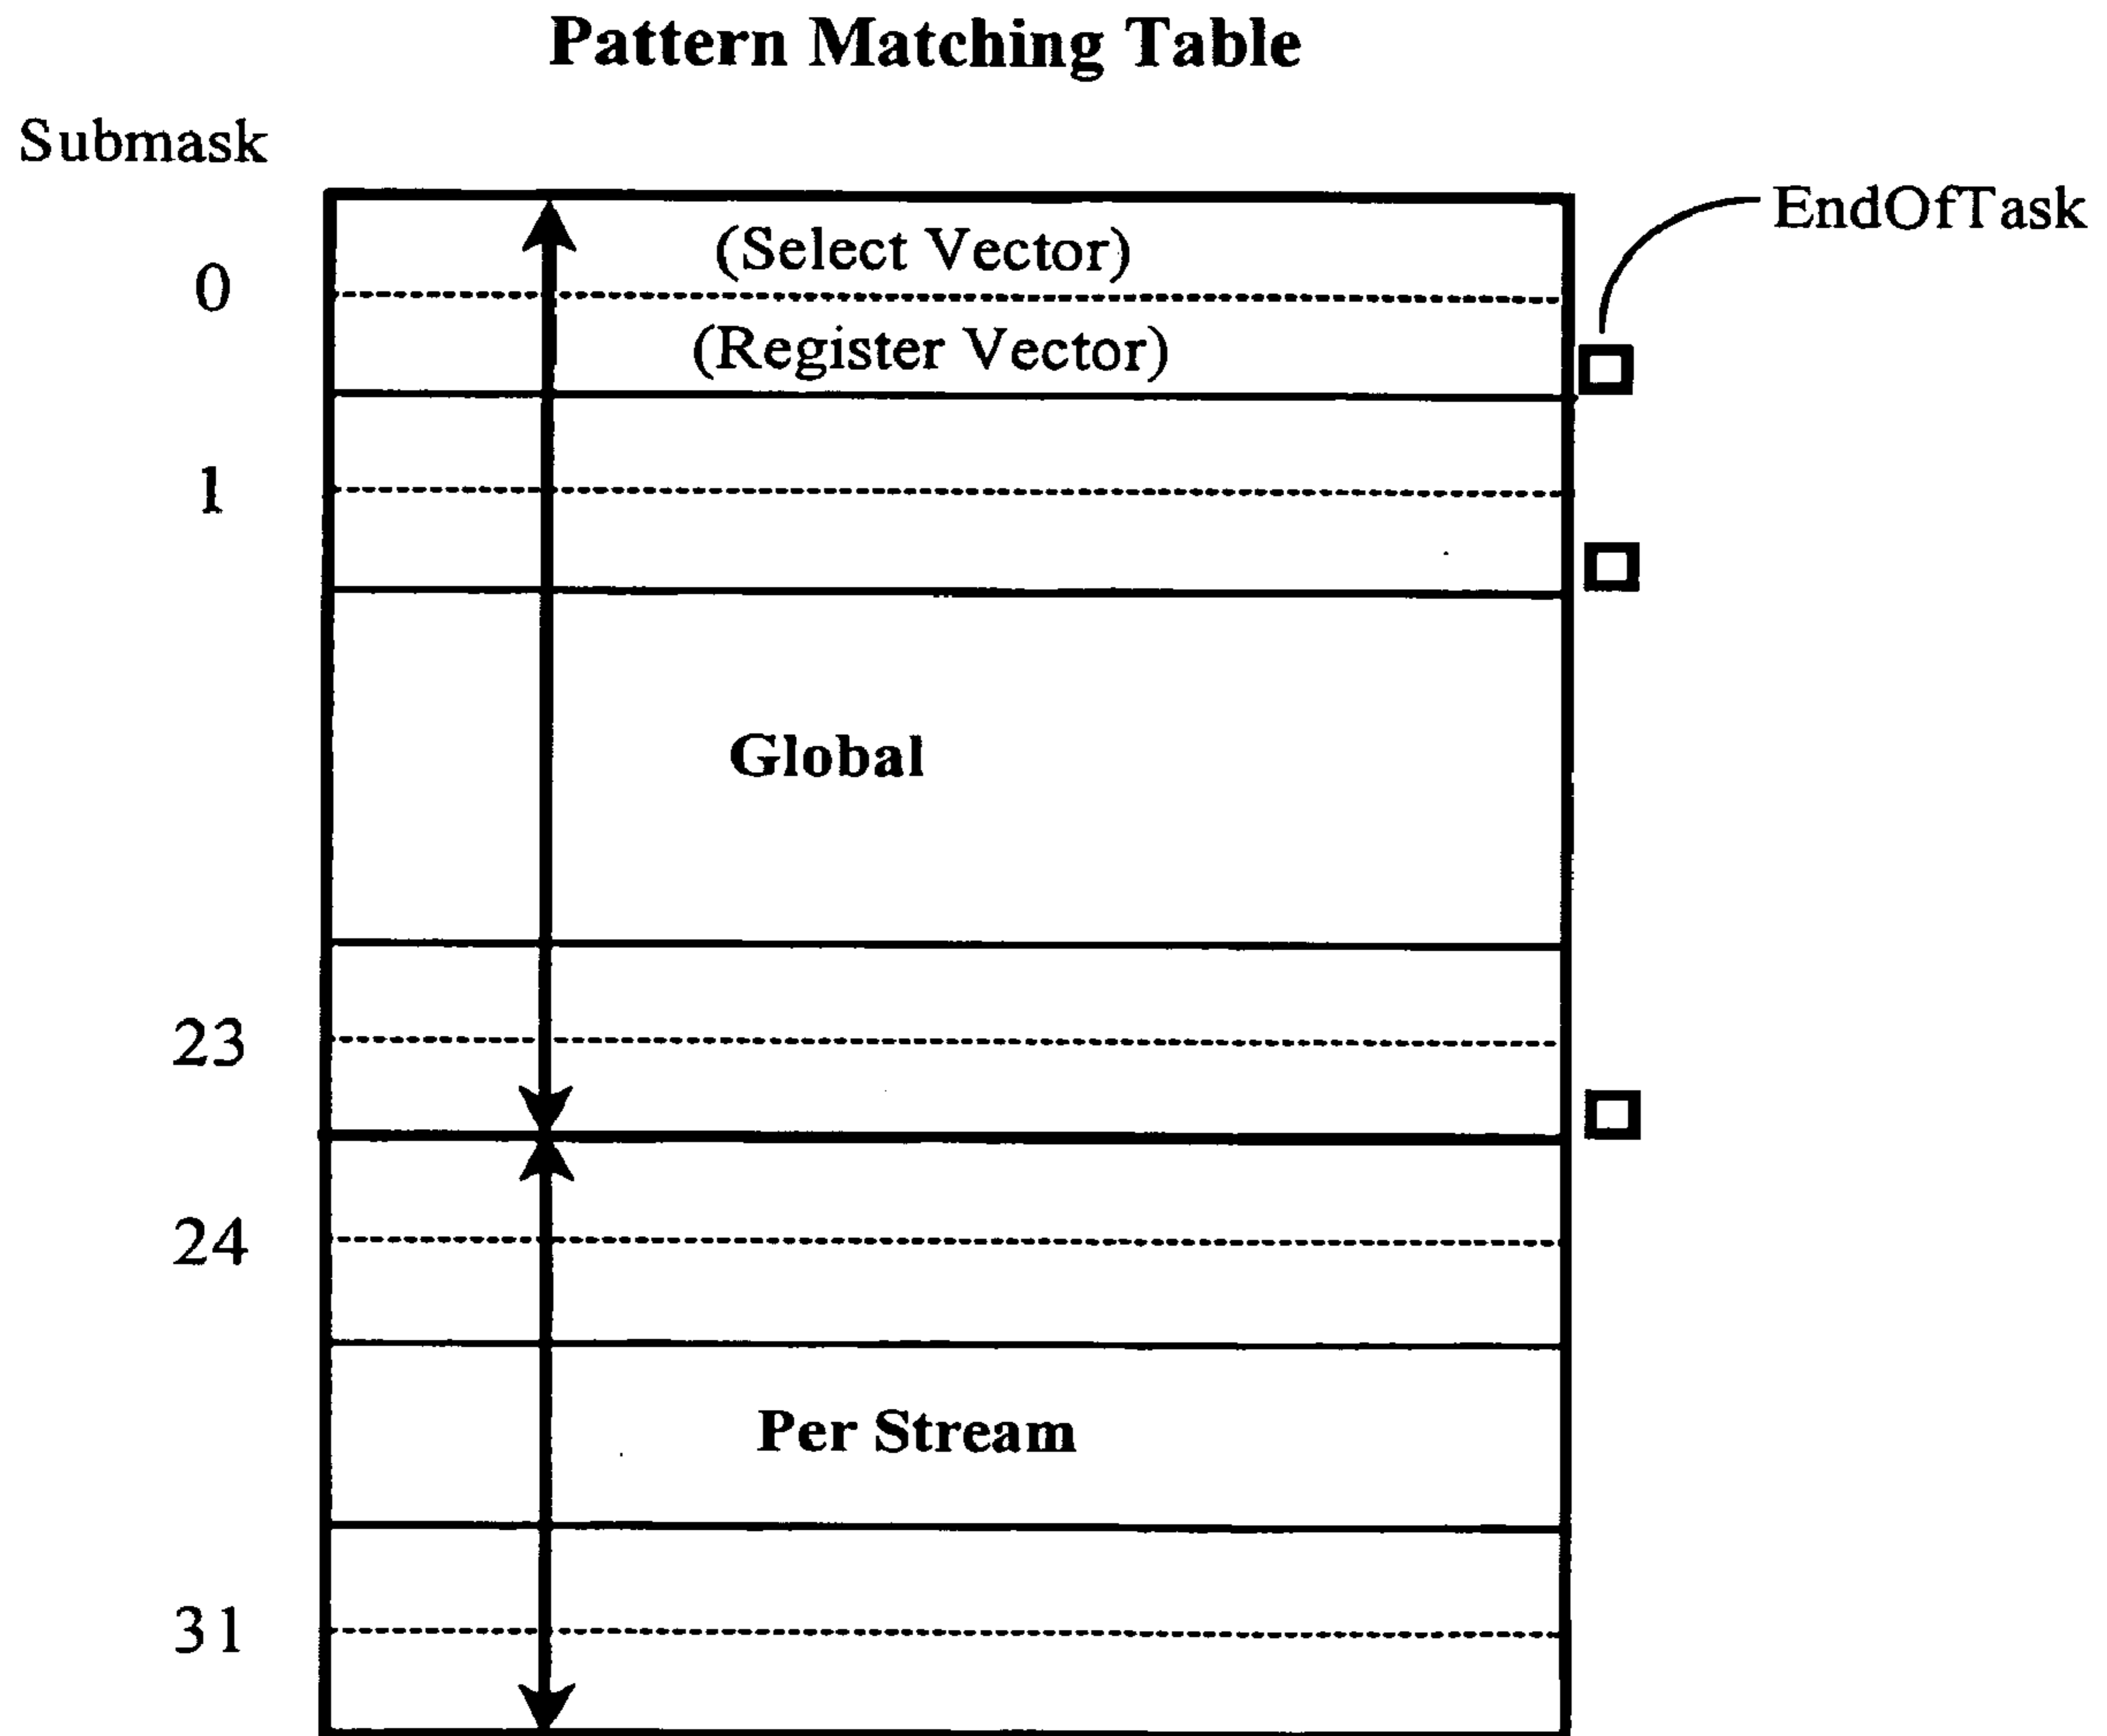 Pattern Matching Table
Submask
EndOfTask
0
(Select Vector)
(Register Vector)
1
Global
23
24
Per Stream
31